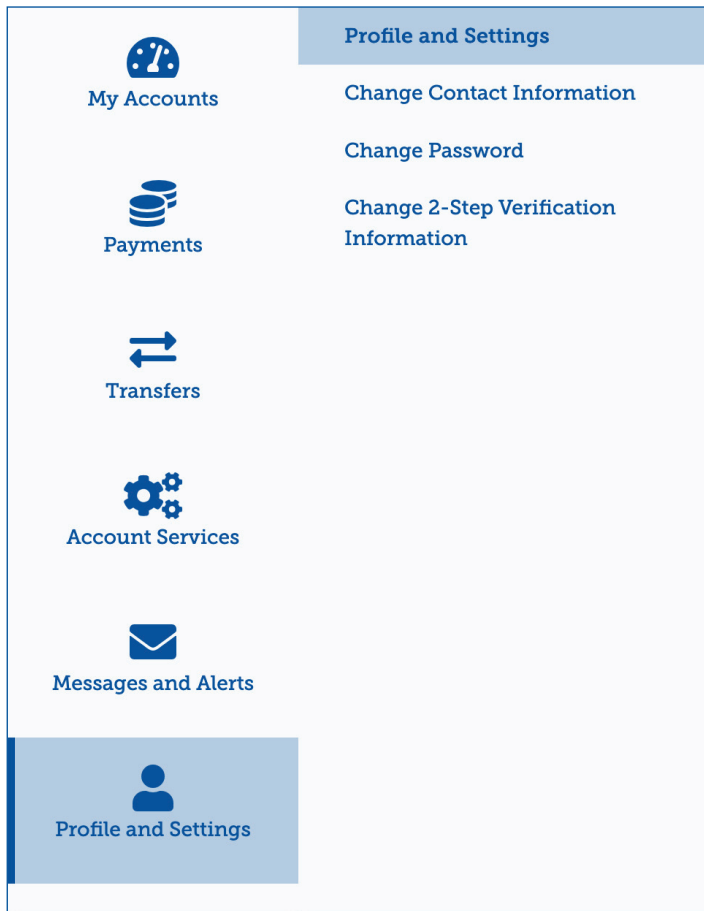 My Accounts
Payments
Transfers
Account Services
Messages and Alerts
Profile and Settings
Profile and Settings
Change Contact Information
Change Password
Change 2-Step Verification
Information